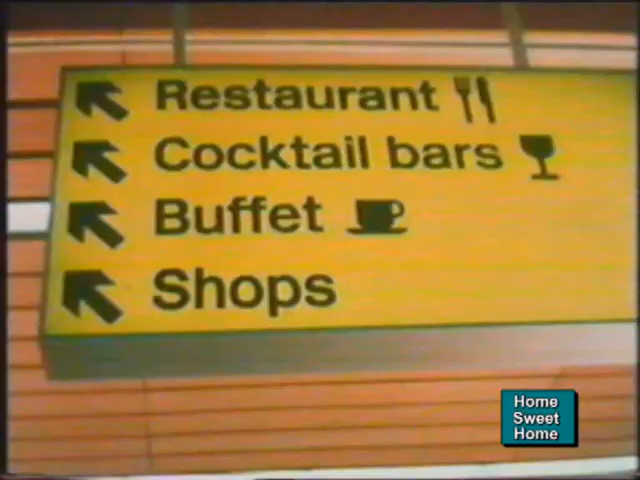 Restaurant
Cocktail bars
Buffet
Shops
Home
Sweet
Home